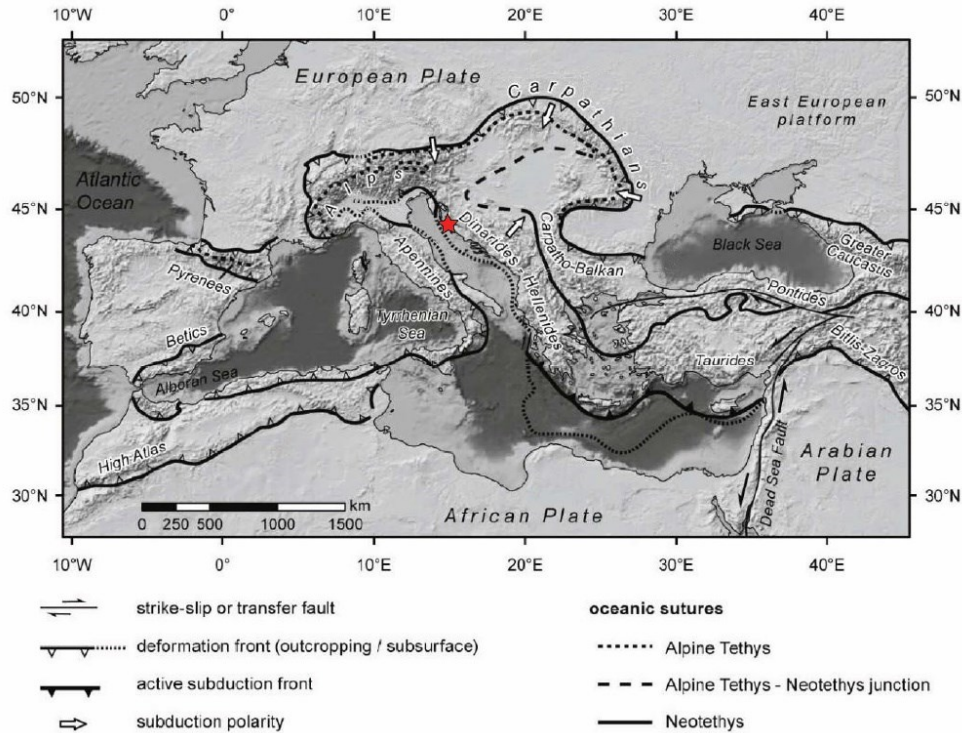 10°W 0° 10°E 20°E 30°E 40°E
European Plate
Carpathians
50°N
50°N
East European
platform
Atlantic
Ocean
Alps
45°N
45°N
Dinarides
Black Sea
Greater
Caucasus
Carpatho-Balkan
Apennines
Pyrenees
Pontides
40°N
40°N
Hellenides
Tyrrhenian
Sea
Betics
Taurides
Bitlis-Zagros
Alboran Sea
35°N
35°N
High Atlas
Arabian
Plate
Dead Sea Fault
30°N
30°N
km
0 250 500 1000 1500
African Plate
10°W 0° 10°E 20°E 30°E 40°E
strike-slip or transfer fault
oceanic sutures
deformation front (outcropping / subsurface)
Alpine Tethys
active subduction front
Alpine Tethys - Neotethys junction
subduction polarity
Neotethys